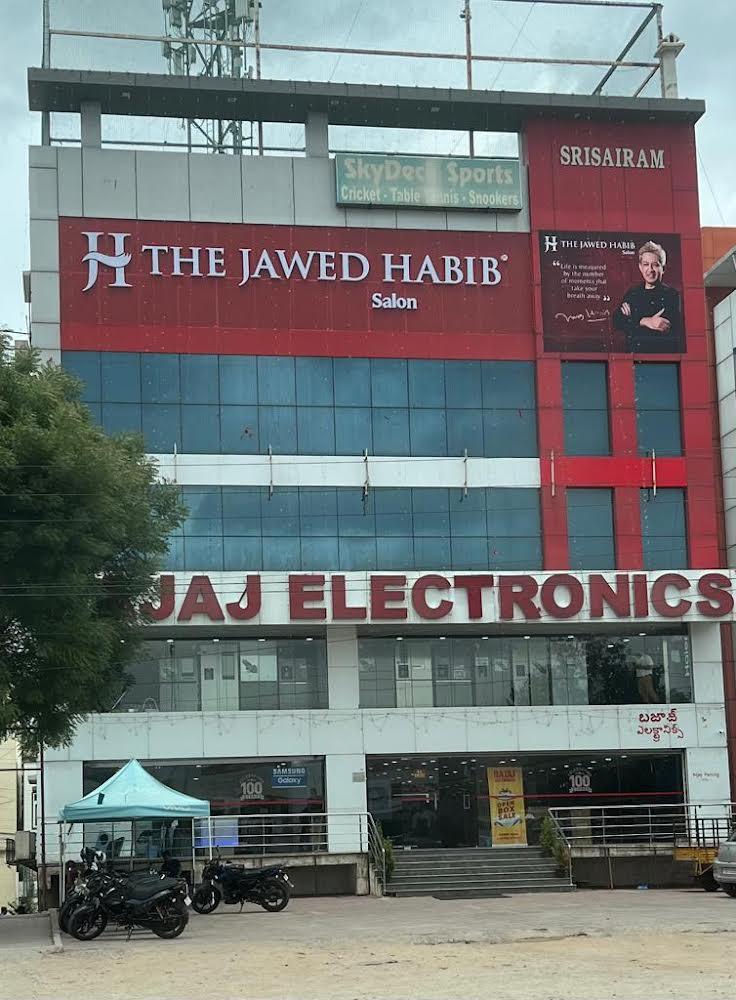 SkyDeck Sports
Cricket - Table Tennis - Snookers
SRISAIRAM
H THE JAWED HABIB
Salon
H THE JAWED HABIB
Salon
“Life is measured
by the number
of moments that
take your
breath away”
JAJ ELECTRONICS
బజాజ్
ఎలక్ట్రానిక్స్
SAMSUNG
Galaxy
100
100
BAJAJ
OPEN
BOX
SALE
Parking